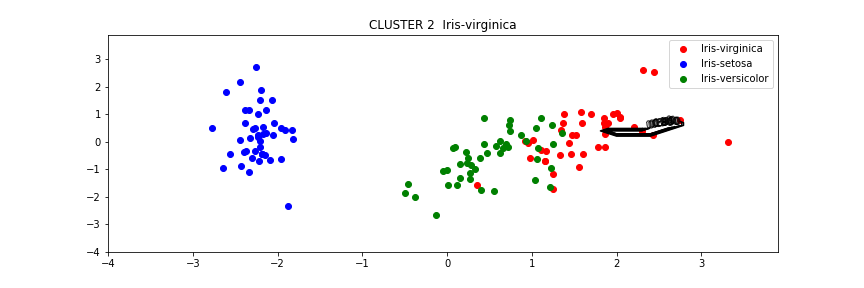 CLUSTER 2  Iris-virginica
Iris-virginica
Iris-setosa
Iris-versicolor
3
2
1
0
−1
−2
−3
−4
−4 −3 −2 −1 0 1 2 3